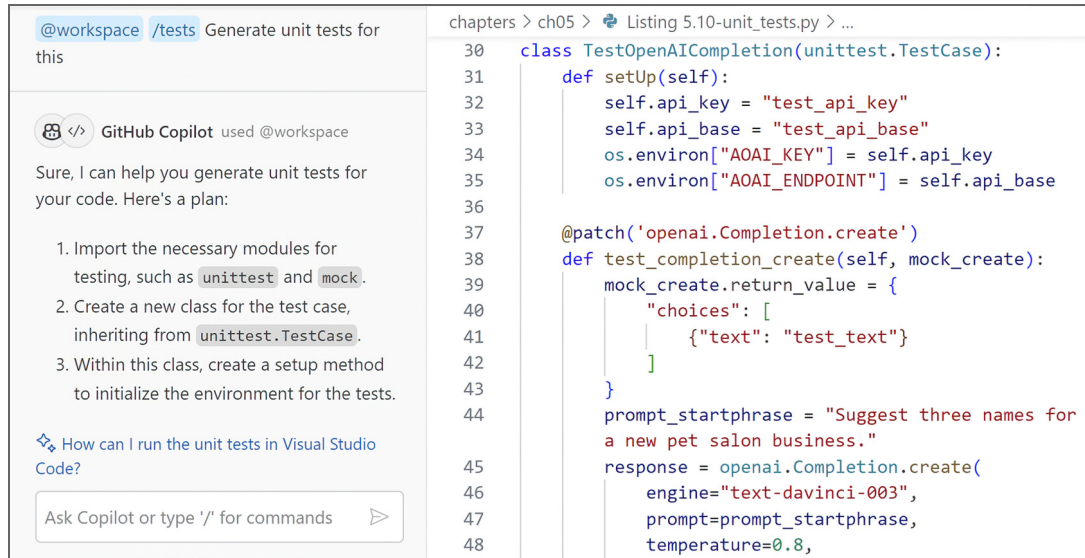 @workspace /tests Generate unit tests for
this
GitHub Copilot used @workspace
Sure, I can help you generate unit tests for
your code. Here's a plan:
1. Import the necessary modules for
testing, such as unittest and mock.
2. Create a new class for the test case,
inheriting from unittest.TestCase.
3. Within this class, create a setup method
to initialize the environment for the tests.
How can I run the unit tests in Visual Studio
Code?
Ask Copilot or type '/' for commands
chapters > ch05 > Listing 5.10-unit_tests.py > ...
30 class TestOpenAICompletion(unittest.TestCase):
31 def setUp(self):
32 self.api_key = "test_api_key"
33 self.api_base = "test_api_base"
34 os.environ["AOAI_KEY"] = self.api_key
35 os.environ["AOAI_ENDPOINT"] = self.api_base
36
37 @patch('openai.Completion.create')
38 def test_completion_create(self, mock_create):
39 mock_create.return_value = {
40 "choices": [
41 {"text": "test_text"}
42 ]
43 }
44 prompt_startphrase = "Suggest three names for
a new pet salon business."
45 response = openai.Completion.create(
46 engine="text-davinci-003",
47 prompt=prompt_startphrase,
48 temperature=0.8,